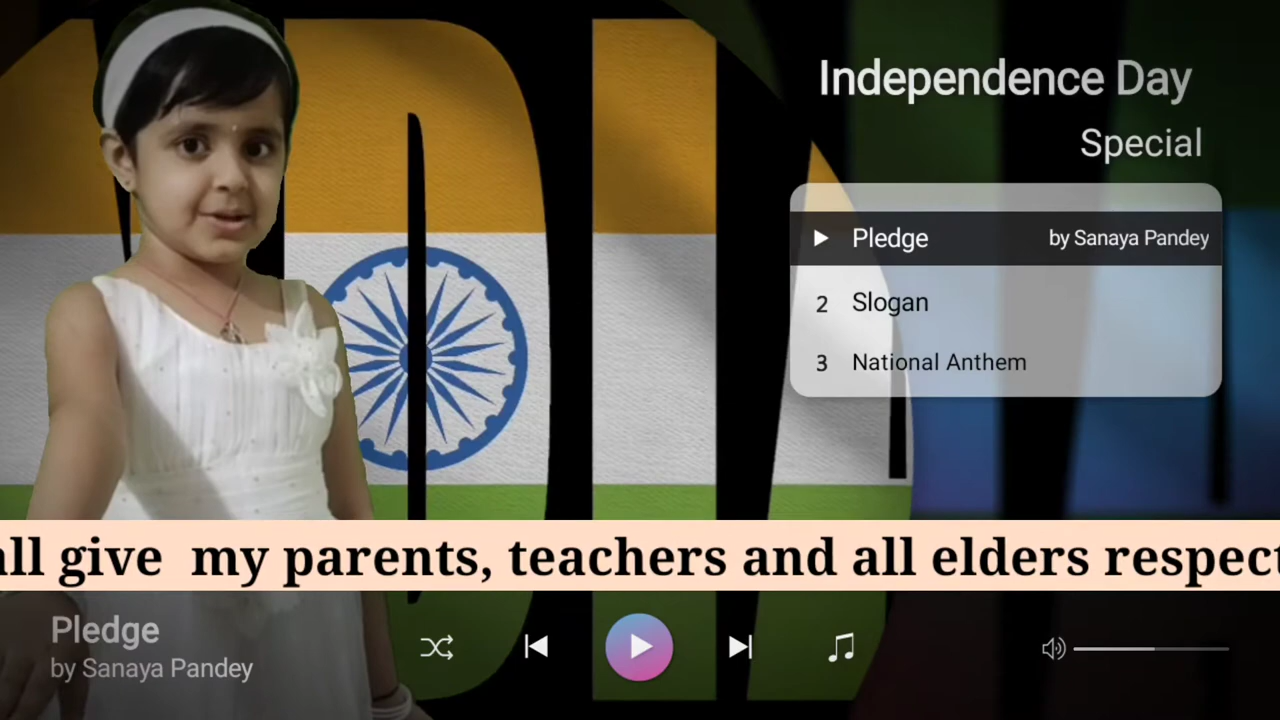 Independence Day
Special
Pledge by Sanaya Pandey
2 Slogan
3 National Anthem
all give my parents, teachers and all elders respect
Pledge
by Sanaya Pandey